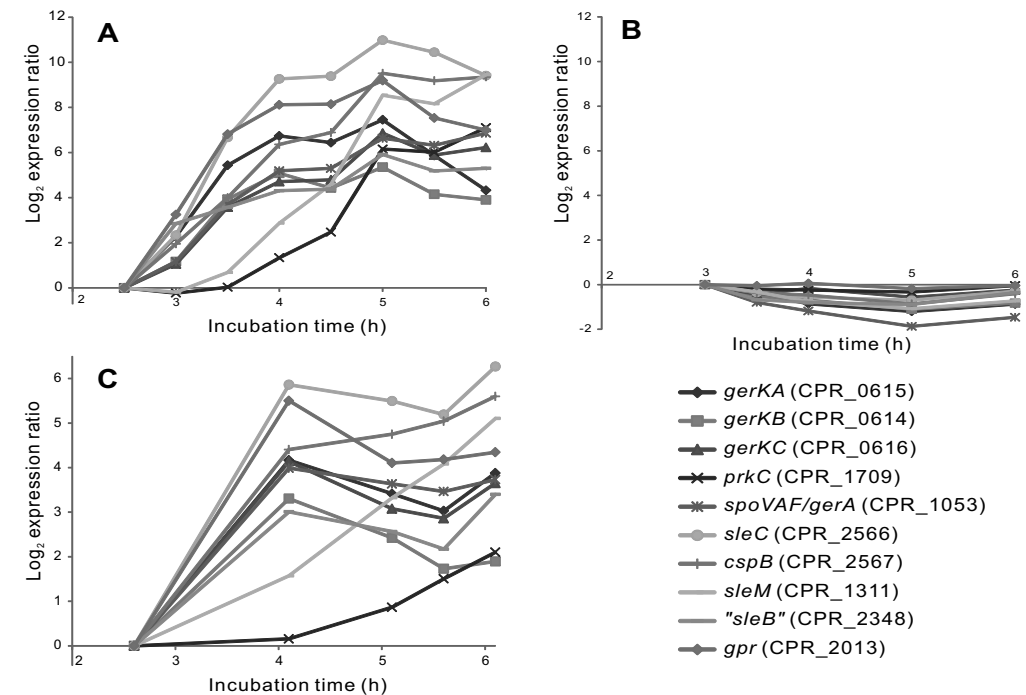 A
Log2 expression ratio
12
10
8
6
4
2
0
2 3 4 5 6
Incubation time (h)
B
Log2 expression ratio
12
10
8
6
4
2
0
-2
2 3 4 5 6
Incubation time (h)
C
Log2 expression ratio
6
5
4
3
2
1
0
2 3 4 5 6
Incubation time (h)
gerKA (CPR_0615)
gerKB (CPR_0614)
gerKC (CPR_0616)
prkC (CPR_1709)
spoVAF/gerA (CPR_1053)
sleC (CPR_2566)
cspB (CPR_2567)
sleM (CPR_1311)
"sleB" (CPR_2348)
gpr (CPR_2013)